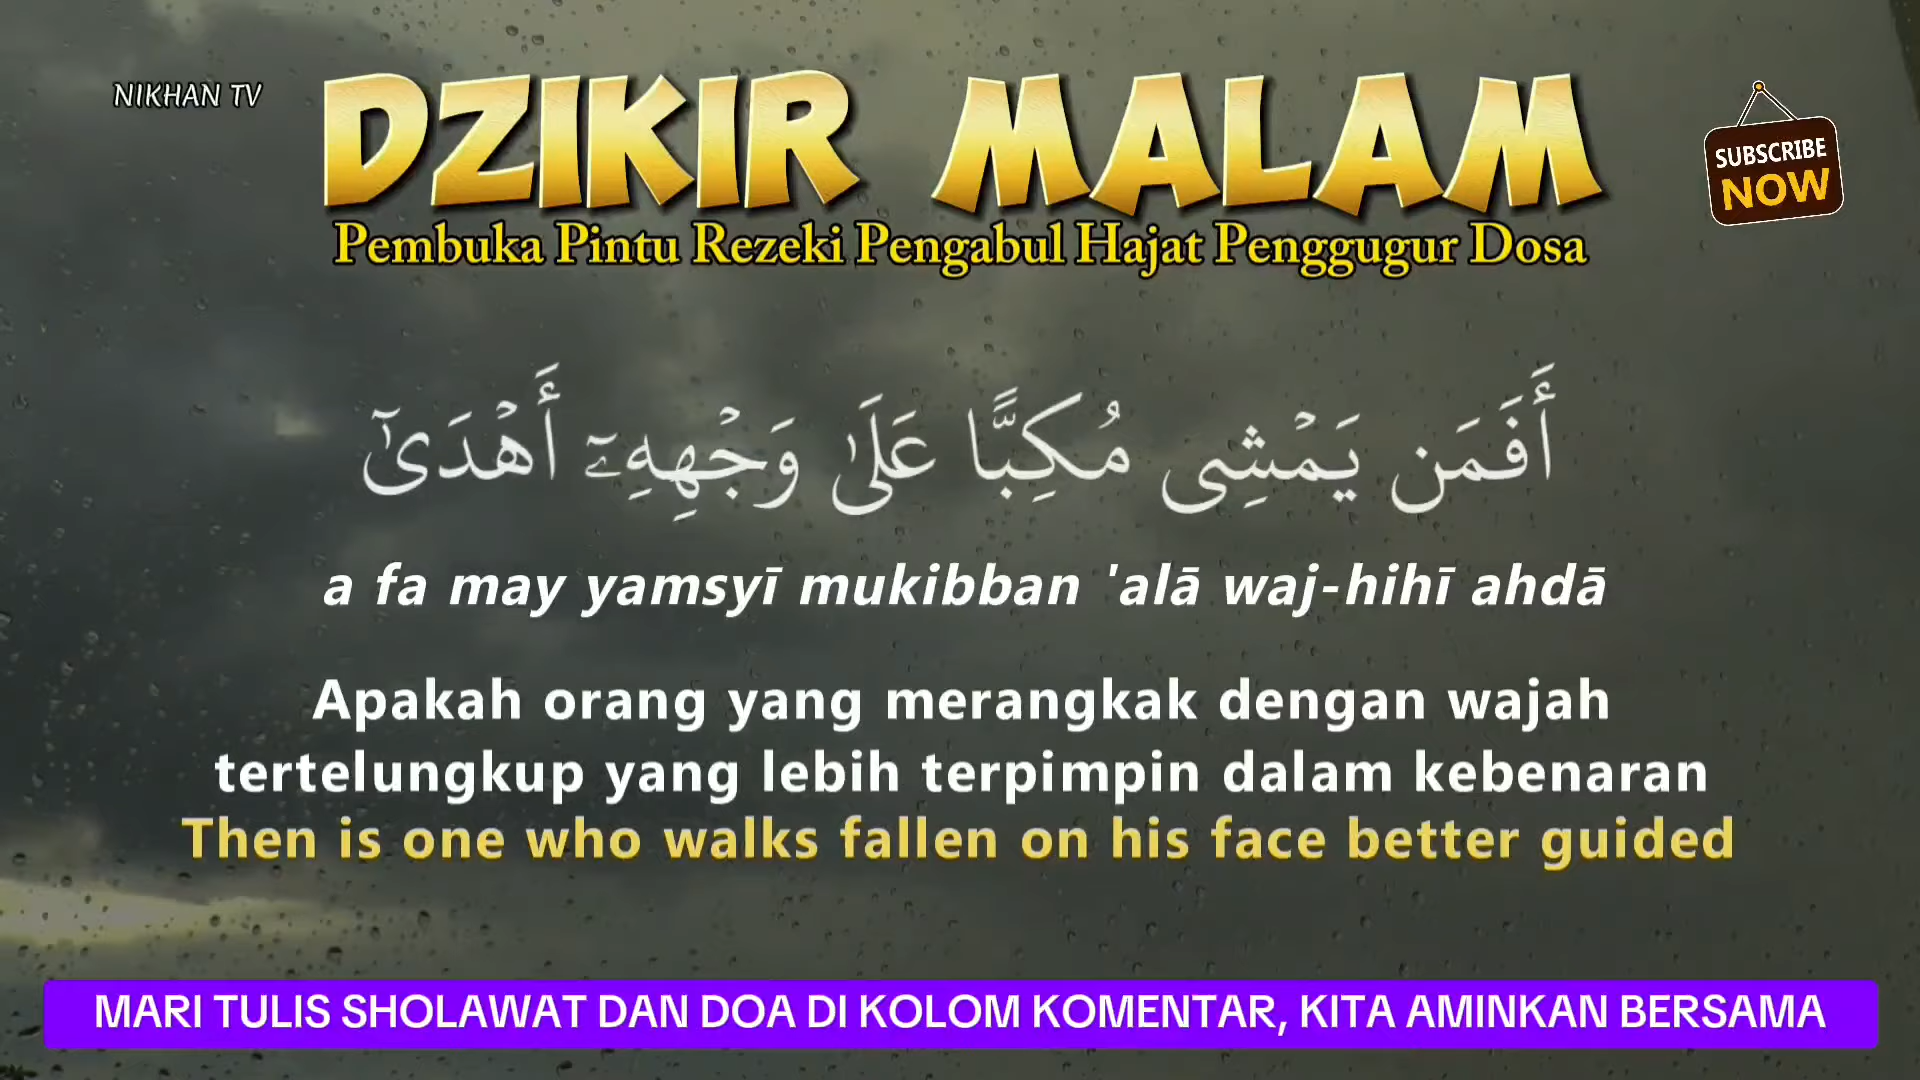 NIKHAN TV
DZIKIR MALAM
SUBSCRIBE
NOW
Pembuka Pintu Rezeki Pengabul Hajat Penggugur Dosa
أَفَمَن يَمْشِى مُكِبًّا عَلَىٰ وَجْهِهِۦٓ أَهْدَىٰٓ
a fa may yamsyī mukibban 'alā waj-hihī ahdā
Apakah orang yang merangkak dengan wajah
tertelungkup yang lebih terpimpin dalam kebenaran
Then is one who walks fallen on his face better guided
MARI TULIS SHOLAWAT DAN DOA DI KOLOM KOMENTAR, KITA AMINKAN BERSAMA